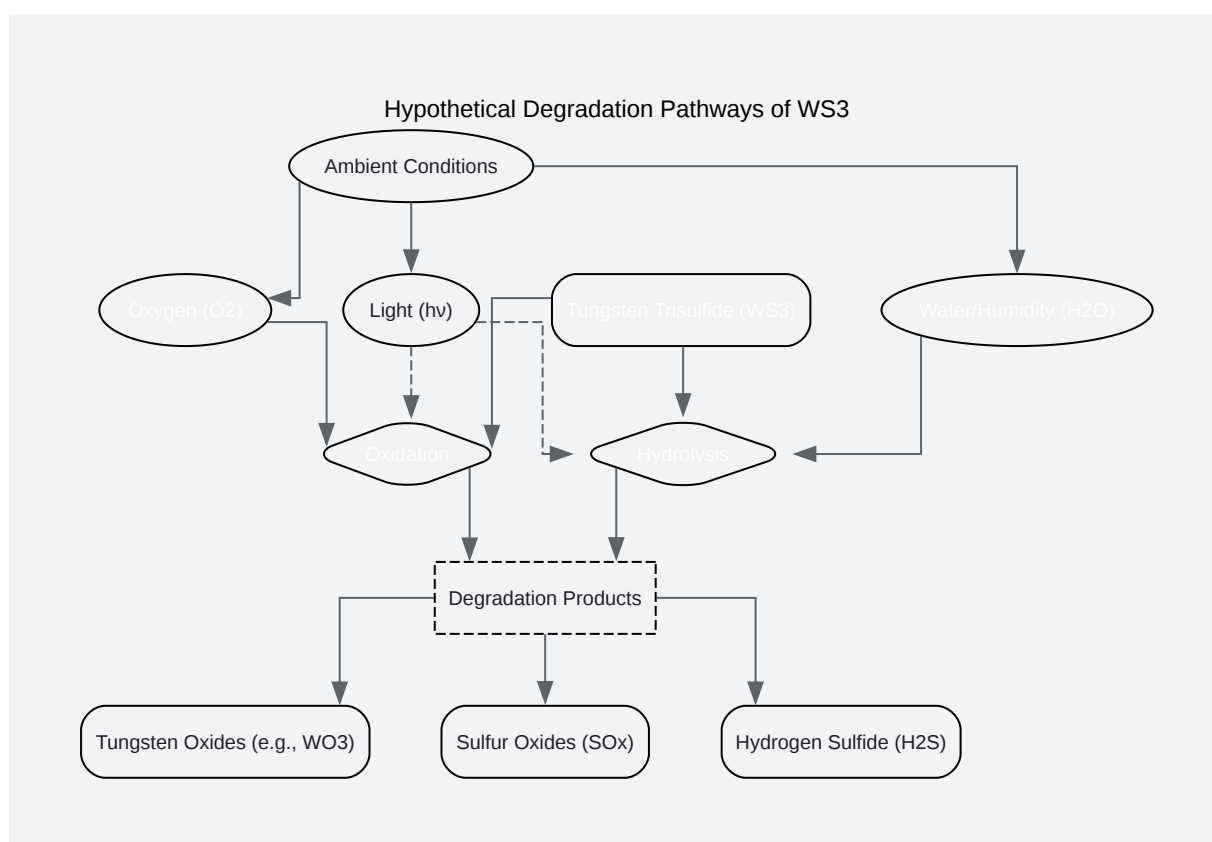 Hypothetical Degradation Pathways of WS3
Ambient Conditions
Oxygen (O2)
Light (hν)
Tungsten Trisulfide (WS3)
Water/Humidity (H2O)
Oxidation
Hydrolysis
Degradation Products
Tungsten Oxides (e.g., WO3)
Sulfur Oxides (SOx)
Hydrogen Sulfide (H2S)